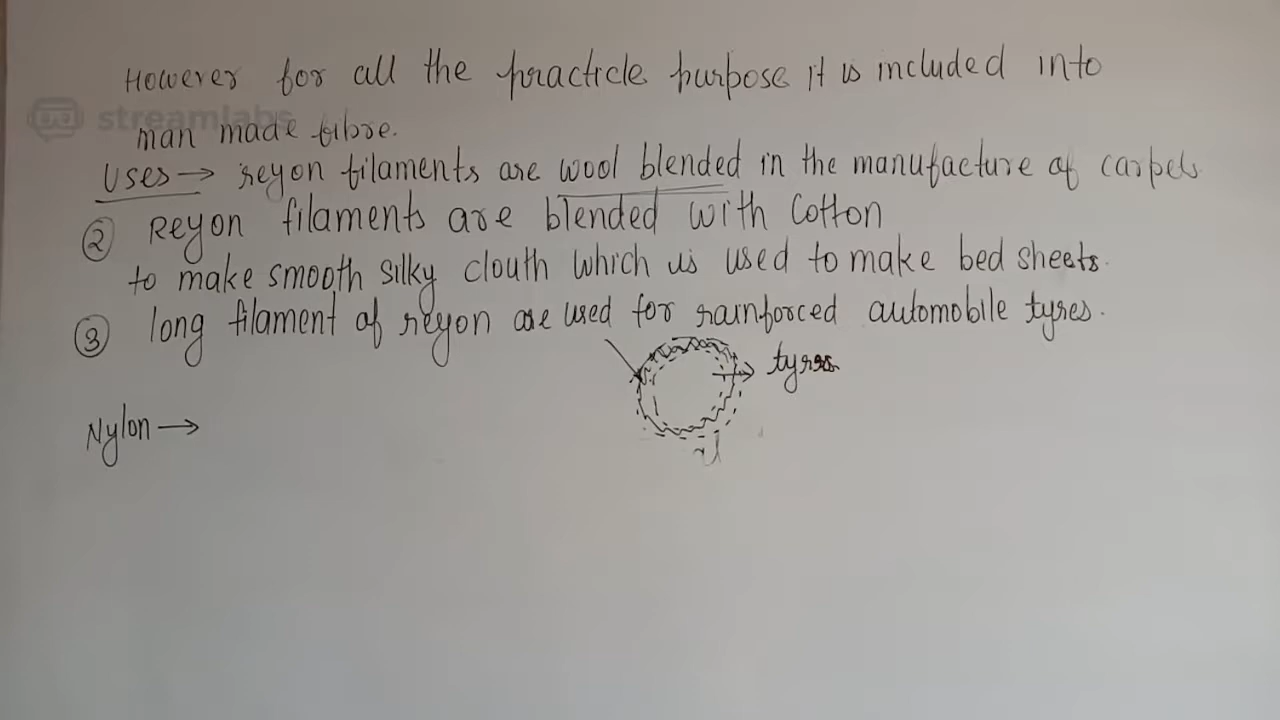 However for all the practicle purpose it is included into
streamlabs
man made fibre.
Uses → reyon filaments are wool blended in the manufacture of carpets
② Reyon filaments are blended with Cotton
to make smooth silky clouth which is used to make bed sheets.
③ long filament of reyon are used for rainforced automobile tyres.
tyres
Nylon →